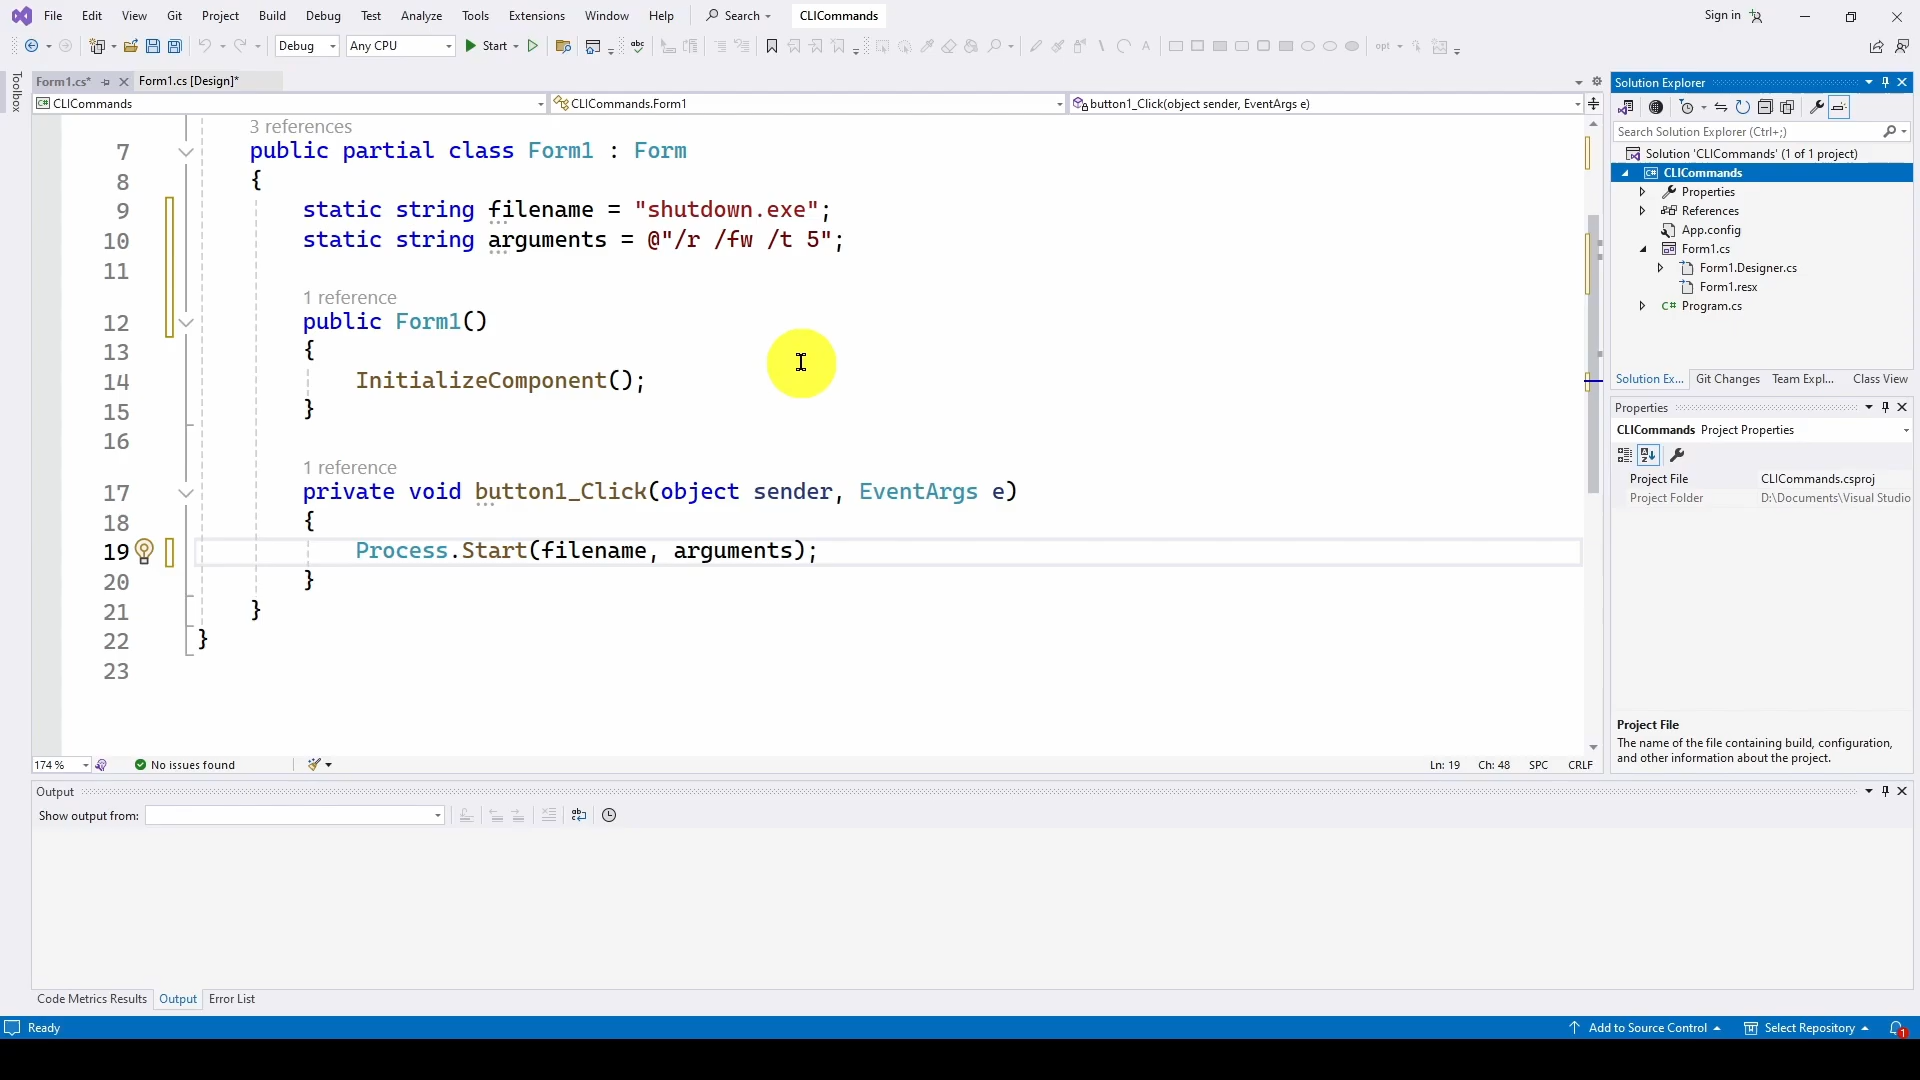 File Edit View Git Project Build Debug Test Analyze Tools Extensions Window Help Search CLICommands Sign in
Debug Any CPU Start
Toolbox
Form1.cs* Form1.cs [Design]*
CLICommands CLICommands.Form1 button1_Click(object sender, EventArgs e)
3 references
7 public partial class Form1 : Form
8 {
9 static string filename = "shutdown.exe";
10 static string arguments = @"/r /fw /t 5";
11
1 reference
12 public Form1()
13 {
14 InitializeComponent();
15 }
16
1 reference
17 private void button1_Click(object sender, EventArgs e)
18 {
19 Process.Start(filename, arguments);
20 }
21 }
22 }
23
174 % No issues found Ln: 19 Ch: 48 SPC CRLF
Solution Explorer
Search Solution Explorer (Ctrl+;)
Solution 'CLICommands' (1 of 1 project)
CLICommands
Properties
References
App.config
Form1.cs
Form1.Designer.cs
Form1.resx
Program.cs
Solution Ex... Git Changes Team Expl... Class View
Properties
CLICommands Project Properties
Project File CLICommands.csproj
Project Folder D:\Documents\Visual Studio
Project File
The name of the file containing build, configuration,
and other information about the project.
Output
Show output from:
Code Metrics Results Output Error List
Ready Add to Source Control Select Repository 1